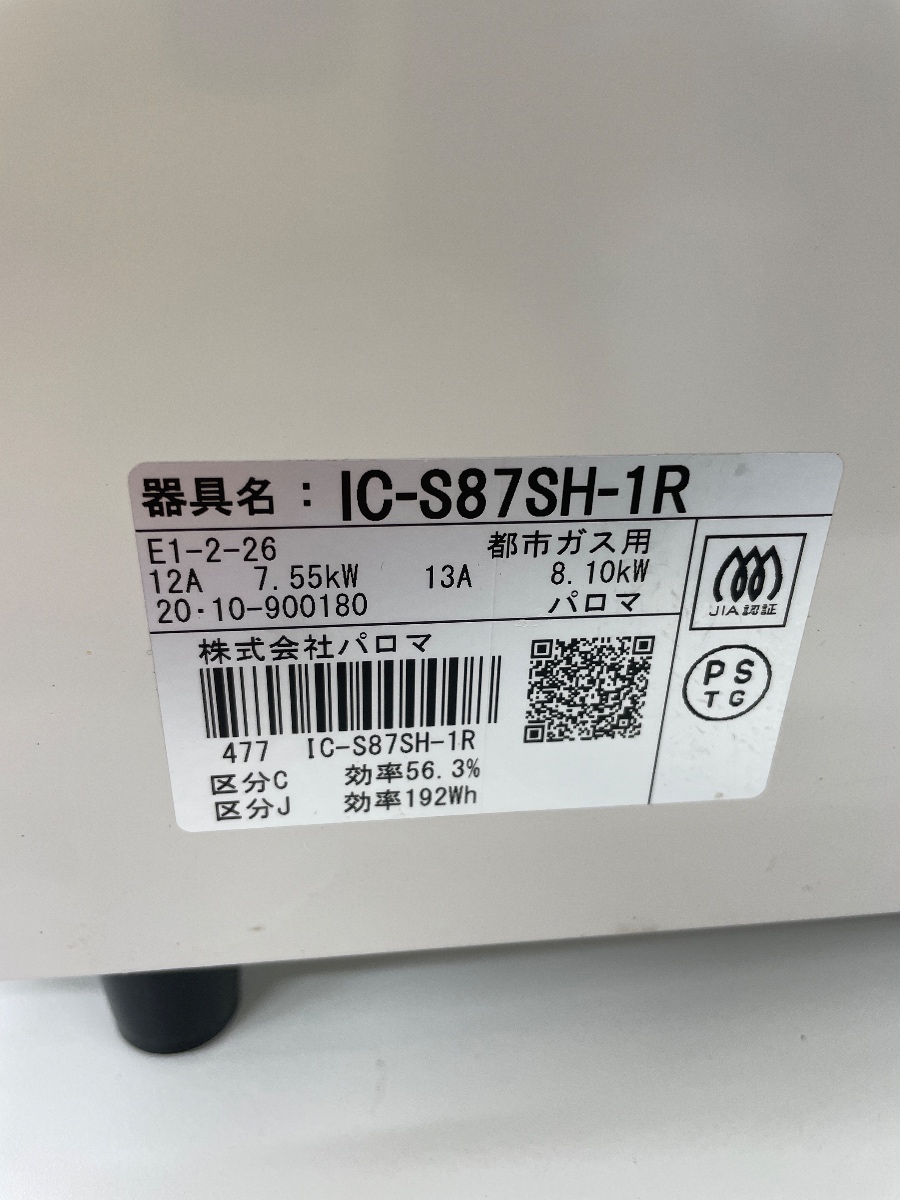 器具名 : IC-S87SH-1R
E1-2-26 都市ガス用
12A 7.55kW 13A 8.10kW
20・10-900180 パロマ
JIA認証
株式会社パロマ
PS
TG
477 IC-S87SH-1R
区分C 効率56.3%
区分J 効率192Wh